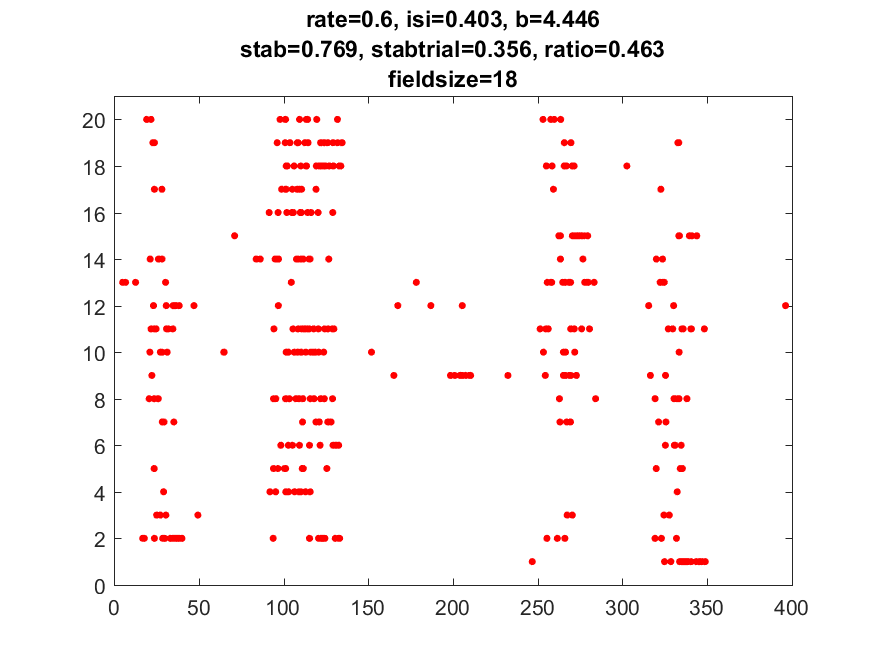 rate=0.6, isi=0.403, b=4.446
stab=0.769, stabtrial=0.356, ratio=0.463
fieldsize=18
20
18
16
14
12
10
8
6
4
2
0
0 50 100 150 200 250 300 350 400